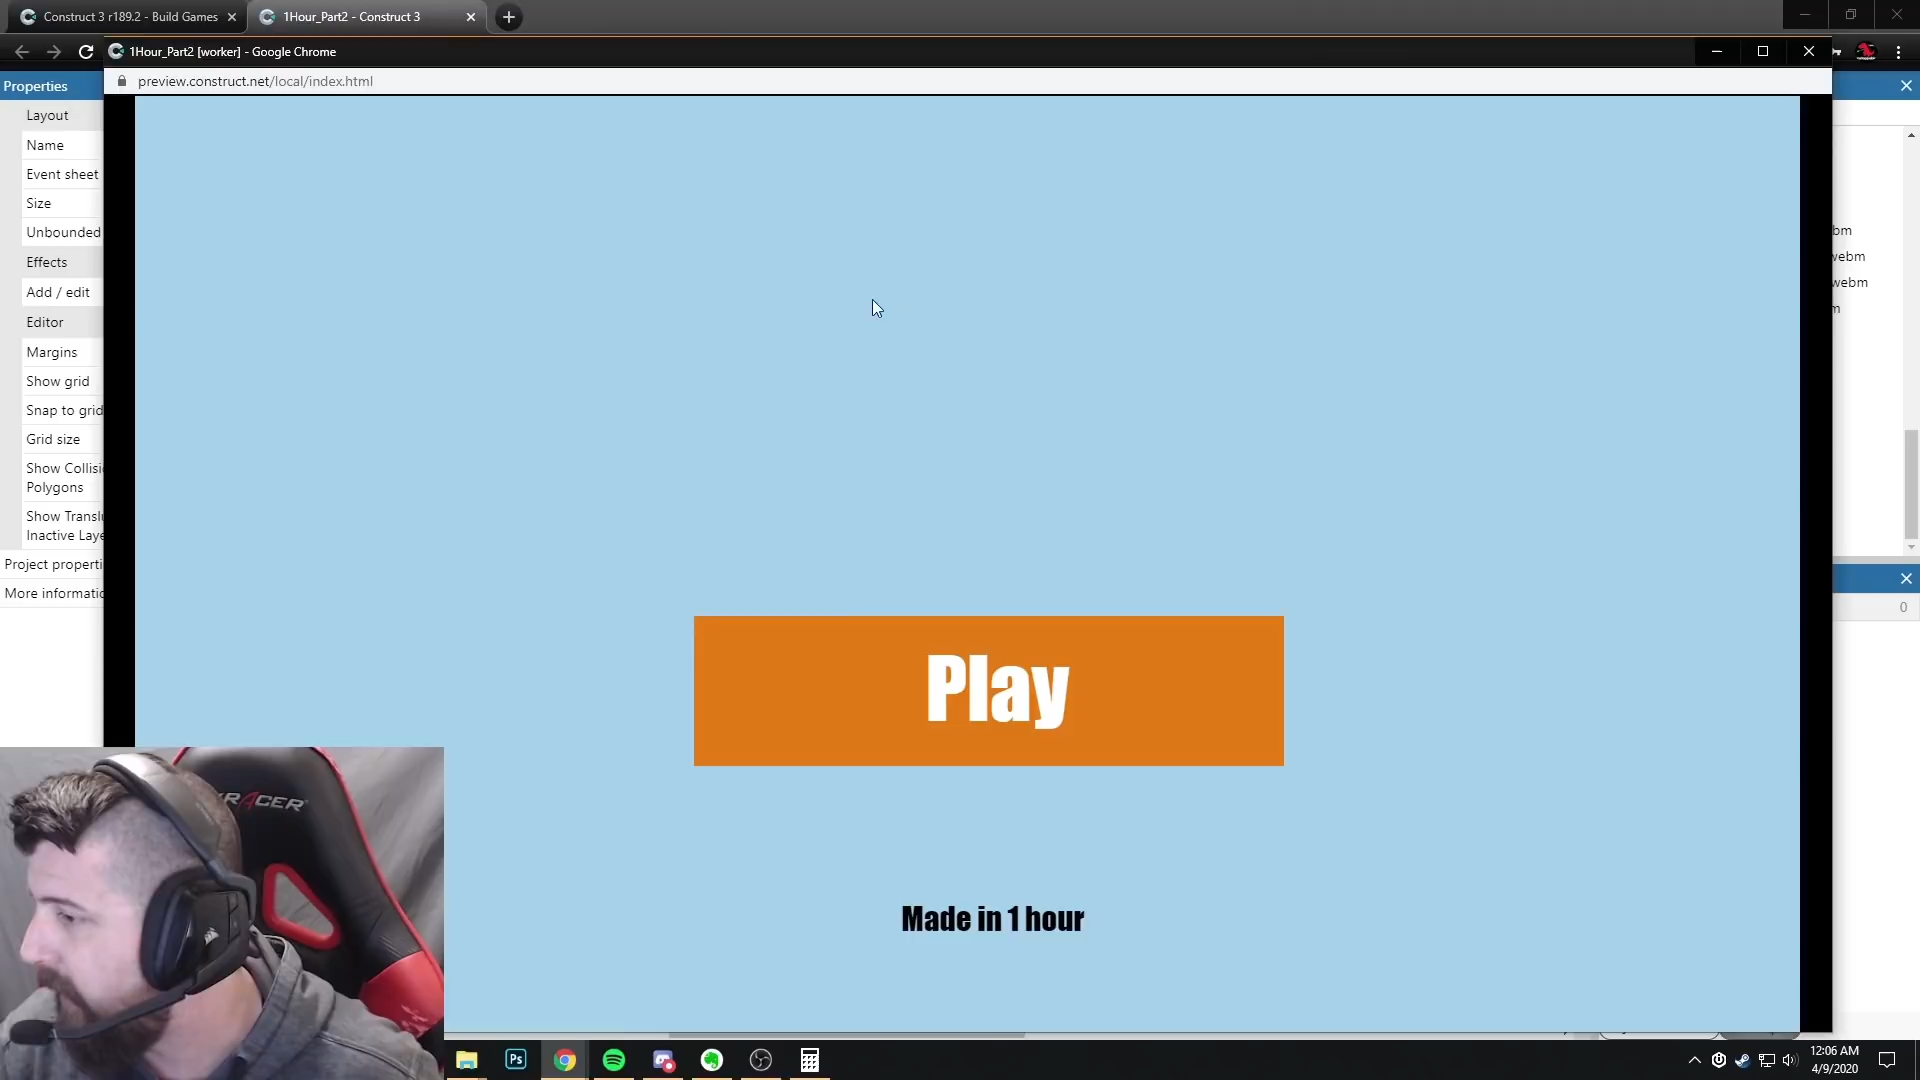 Construct 3 r189.2 - Build Games
1Hour_Part2 - Construct 3
1Hour_Part2 [worker] - Google Chrome
preview.construct.net/local/index.html
Properties
Layout
Name
Event sheet
Size
Unbounded
Effects
Add / edit
Editor
Margins
Show grid
Snap to grid
Grid size
Show Collisi
Polygons
Show Translu
Inactive Laye
Project properti
More informatio
bm
webm
webm
m
0
Play
Made in 1 hour
RACER
Ps
12:06 AM
4/9/2020